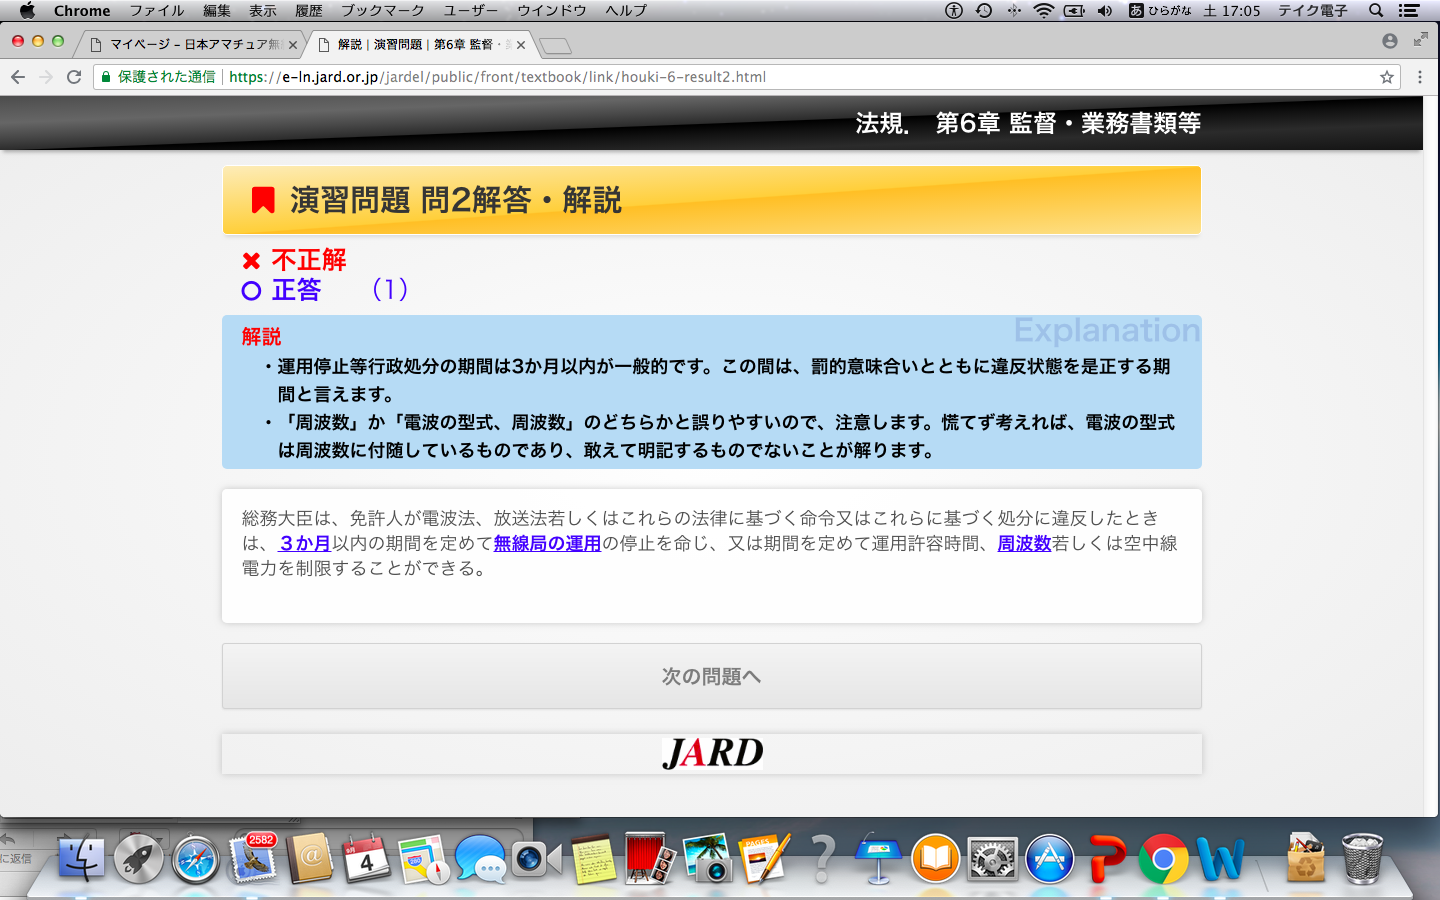 Chrome ファイル 編集 表示 履歴 ブックマーク ユーザー ウインドウ ヘルプ あ ひらがな 土 17:05 テイク電子
マイページ – 日本アマチュア無
解説 | 演習問題 | 第6章 監督・
保護された通信 https://e-ln.jard.or.jp/jardel/public/front/textbook/link/houki-6-result2.html
法規. 第6章 監督・業務書類等
演習問題 問2解答・解説
不正解
正答 （1）
Explanation
解説
・運用停止等行政処分の期間は3か月以内が一般的です。この間は、罰的意味合いとともに違反状態を是正する期
間と言えます。
・「周波数」か「電波の型式、周波数」のどちらかと誤りやすいので、注意します。慌てず考えれば、電波の型式
は周波数に付随しているものであり、敢えて明記するものでないことが解ります。
総務大臣は、免許人が電波法、放送法若しくはこれらの法律に基づく命令又はこれらに基づく処分に違反したとき
は、３か月以内の期間を定めて無線局の運用の停止を命じ、又は期間を定めて運用許容時間、周波数若しくは空中線
電力を制限することができる。
次の問題へ
JARD
に返信
2582
4
280
PAGES